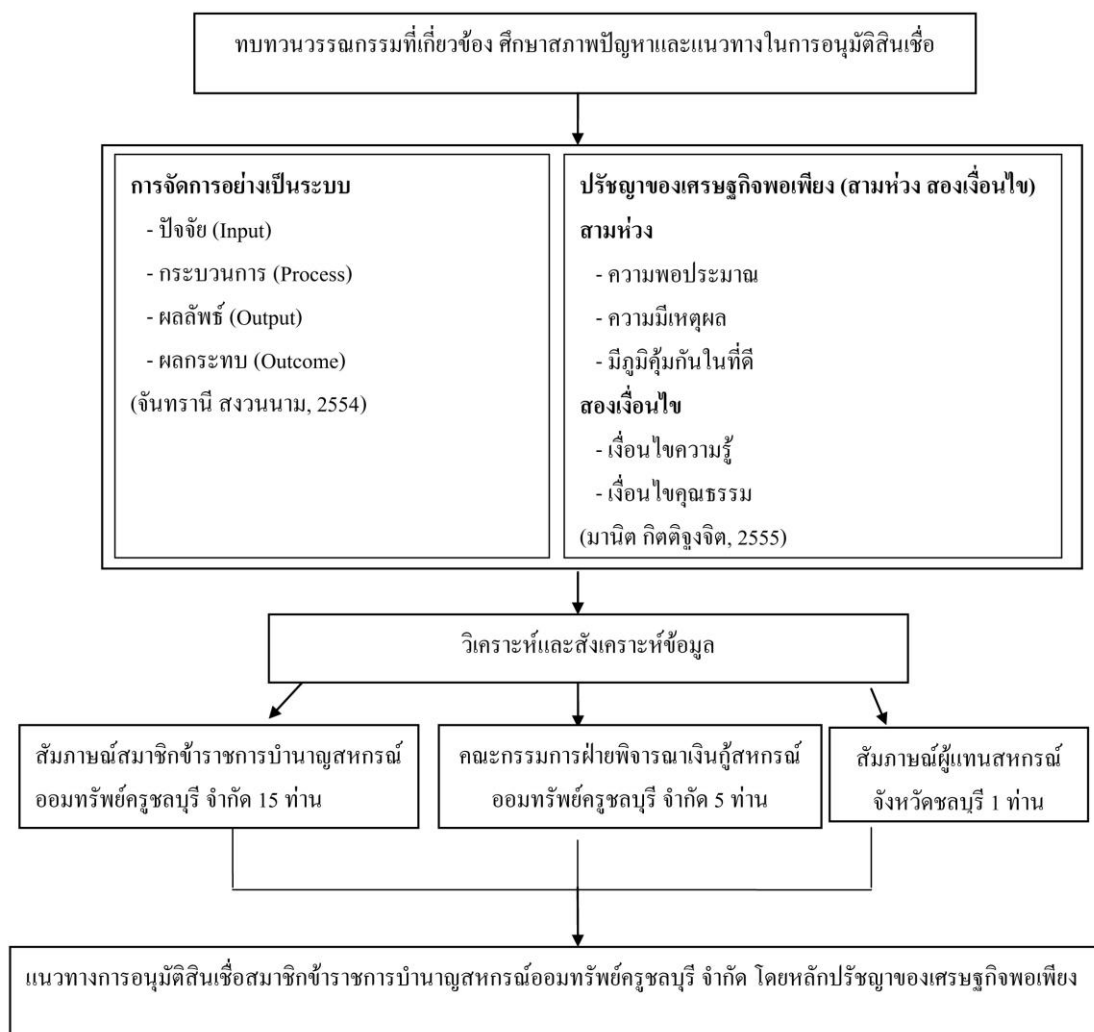 ทบทวนวรรณกรรมที่เกี่ยวข้อง ศึกษาสภาพปัญหาและแนวทางในการอนุมัติสินเชื่อ
การจัดการอย่างเป็นระบบ
- ปัจจัย (Input)
- กระบวนการ (Process)
- ผลลัพธ์ (Output)
- ผลกระทบ (Outcome)
(จันทรานี สงวนนาม, 2554)
ปรัชญาของเศรษฐกิจพอเพียง (สามห่วง สองเงื่อนไข)
สามห่วง
- ความพอประมาณ
- ความมีเหตุผล
- มีภูมิคุ้มกันในที่ดี
สองเงื่อนไข
- เงื่อนไขความรู้
- เงื่อนไขคุณธรรม
(มานิต กิตติจูงจิต, 2555)
วิเคราะห์และสังเคราะห์ข้อมูล
สัมภาษณ์สมาชิกข้าราชการบำนาญสหกรณ์
ออมทรัพย์ครูชลบุรี จำกัด 15 ท่าน
คณะกรรมการฝ่ายพิจารณาเงินกู้สหกรณ์
ออมทรัพย์ครูชลบุรี จำกัด 5 ท่าน
สัมภาษณ์ผู้แทนสหกรณ์
จังหวัดชลบุรี 1 ท่าน
แนวทางการอนุมัติสินเชื่อสมาชิกข้าราชการบำนาญสหกรณ์ออมทรัพย์ครูชลบุรี จำกัด โดยหลักปรัชญาของเศรษฐกิจพอเพียง